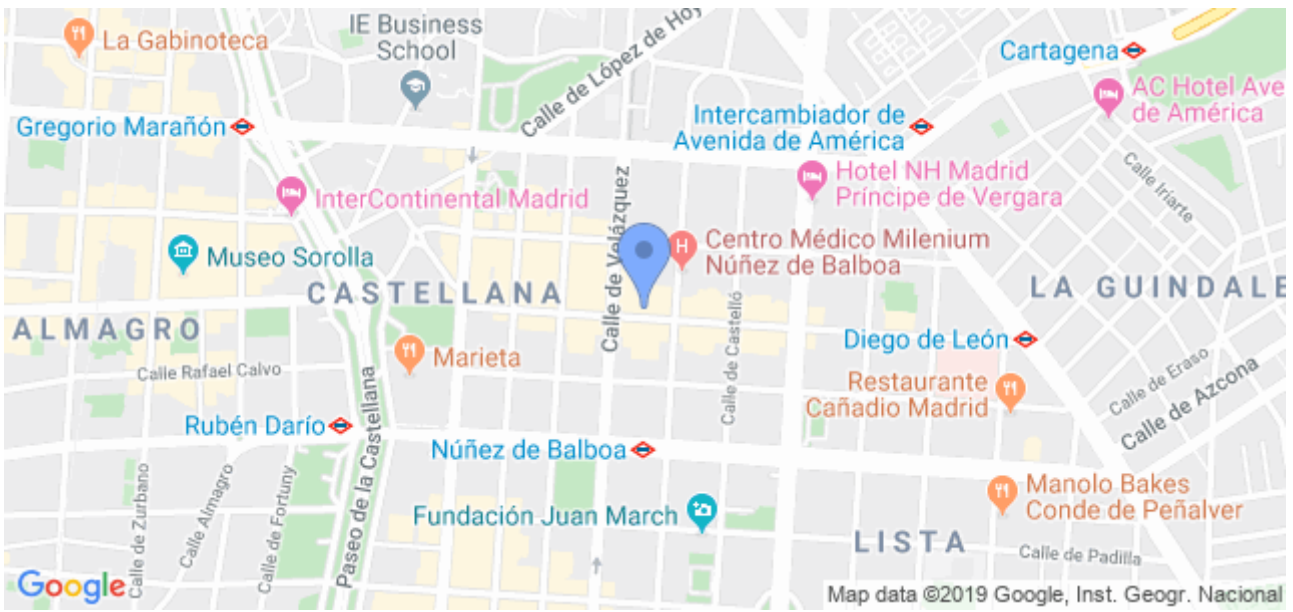 IE Business
School
La Gabinoteca
Calle de López de Hoy
Cartagena
AC Hotel Ave
de América
Gregorio Marañón
Intercambiador de
Avenida de América
Calle Iriarte
InterContinental Madrid
Hotel NH Madrid
Príncipe de Vergara
Calle de Velázquez
Museo Sorolla
Centro Médico Milenium
Núñez de Balboa
CASTELLANA
LA GUINDALE
ALMAGRO
Marieta
Calle de Castelló
Diego de León
Calle Rafael Calvo
Restaurante
Cañadio Madrid
Calle de Eraso
Calle de Azcona
Rubén Darío
Paseo de la Castellana
Núñez de Balboa
Calle de Zurbano
Calle Almagro
Calle de Fortuny
Manolo Bakes
Conde de Peñalver
Fundación Juan March
LISTA
Calle de Padilla
Google
Map data ©2019 Google, Inst. Geogr. Nacional